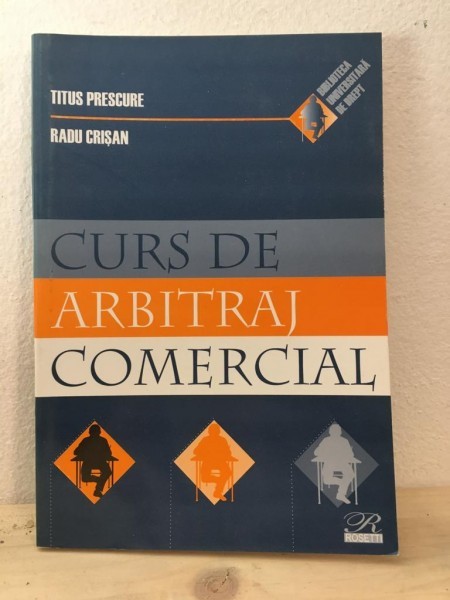 TITUS PRESCURE
RADU CRIȘAN
BIBLIOTECA
UNIVERSITARĂ
DE DREPT
CURS DE
ARBITRAJ
COMERCIAL
R
ROSETTI